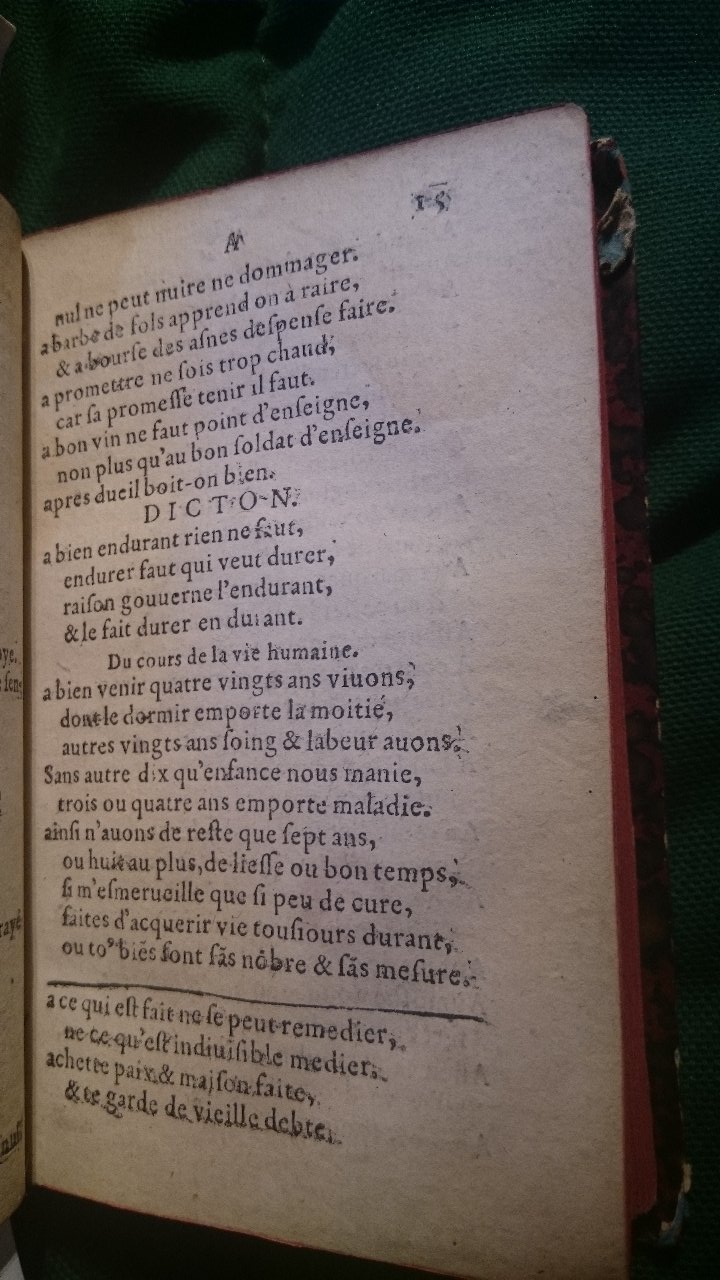 A
15
nul ne peut nuire ne dommager.
a barbe de fols apprend on à raire,
& a bourse des aſnes deſpenſe faire.
a promettre ne ſois trop chaud,
car ſa promeſſe tenir il faut.
a bon vin ne faut point d'enſeigne,
non plus qu'au bon ſoldat d'enſeigne.
apres dueil boit-on bien.
DICTON.
a bien endurant rien ne faut,
endurer faut qui veut durer,
raiſon gouuerne l'endurant,
& le fait durer en durant.
Du cours de la vie humaine.
a bien venir quatre vingts ans viuons,
dont le dormir emporte la moitié,
autres vingts ans ſoing & labeur auons.
Sans autre dix qu'enfance nous manie,
trois ou quatre ans emporte maladie.
ainſi n'auons de reſte que ſept ans,
ou huit au plus, de lieſſe ou bon temps,
ſi m'eſmerueille que ſi peu de cure,
faites d'acquerir vie touſiours durant,
ou toꝰ biẽs ſont ſãs nõbre & ſãs meſure.
a ce qui eſt fait ne ſe peut remedier,
ne ce qu'eſt indiuiſible medier.
achette paix & maiſon faite,
& te garde de vieille debte.